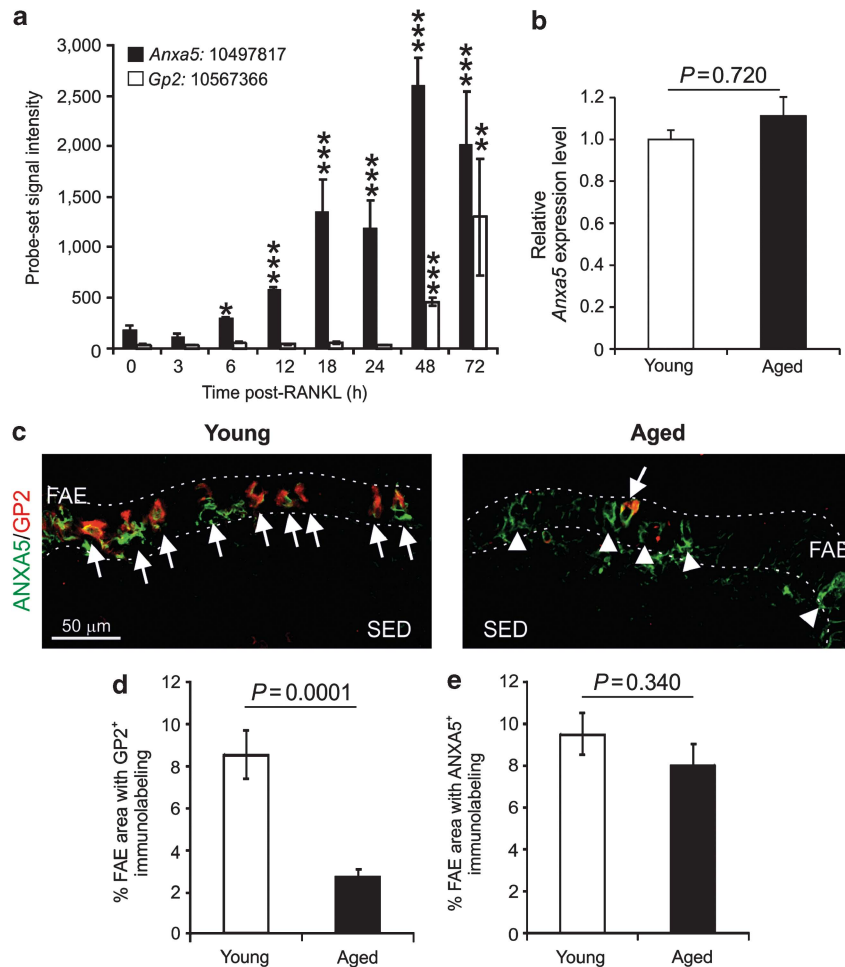 a
3,000
2,500
2,000
1,500
1,000
500
0
Probe-set signal intensity
Anxa5: 10497817
Gp2: 10567366
*
***
***
***
***
***
***
**
0 3 6 12 18 24 48 72
Time post-RANKL (h)
b
P=0.720
1.2
1.0
0.8
0.6
0.4
0.2
0
Relative
Anxa5 expression level
Young Aged
c
Young Aged
ANXA5/GP2
FAE
50 μm
SED
SED
FAE
d
P=0.0001
12
10
8
6
4
2
0
% FAE area with GP2+
immunolabeling
Young Aged
e
P=0.340
12
10
8
6
4
2
0
% FAE area with ANXA5+
immunolabeling
Young Aged